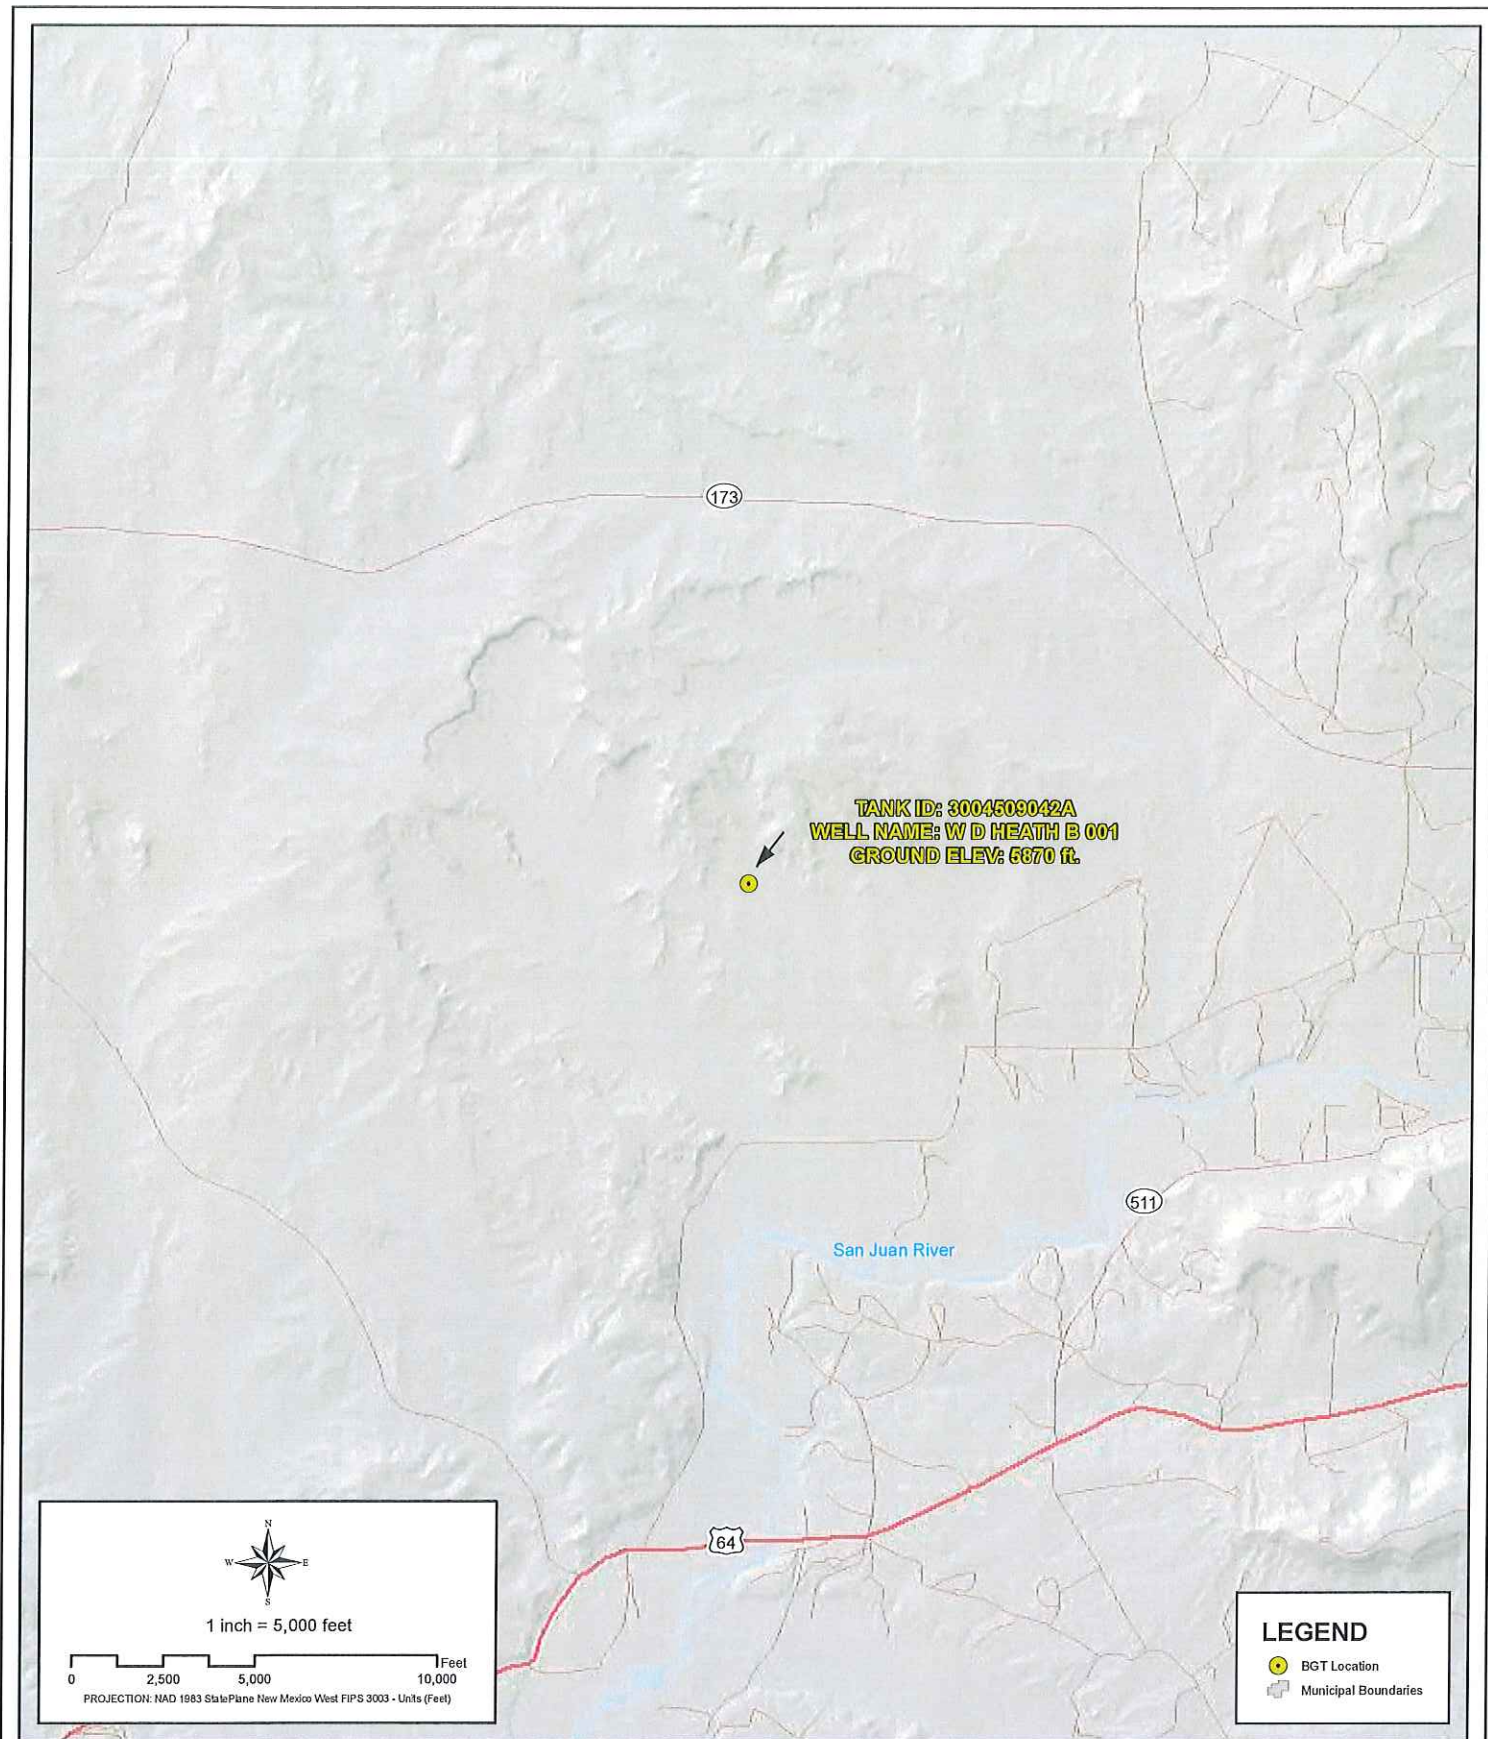 173
TANK ID: 3004509042A
WELL NAME: W D HEATH B 001
GROUND ELEV: 5870 ft.
511
San Juan River
64
N
W E
S
1 inch = 5,000 feet
Feet
0 2,500 5,000 10,000
PROJECTION: NAD 1983 StatePlane New Mexico West FIPS 3003 - Units (Feet)
LEGEND
BGT Location
Municipal Boundaries